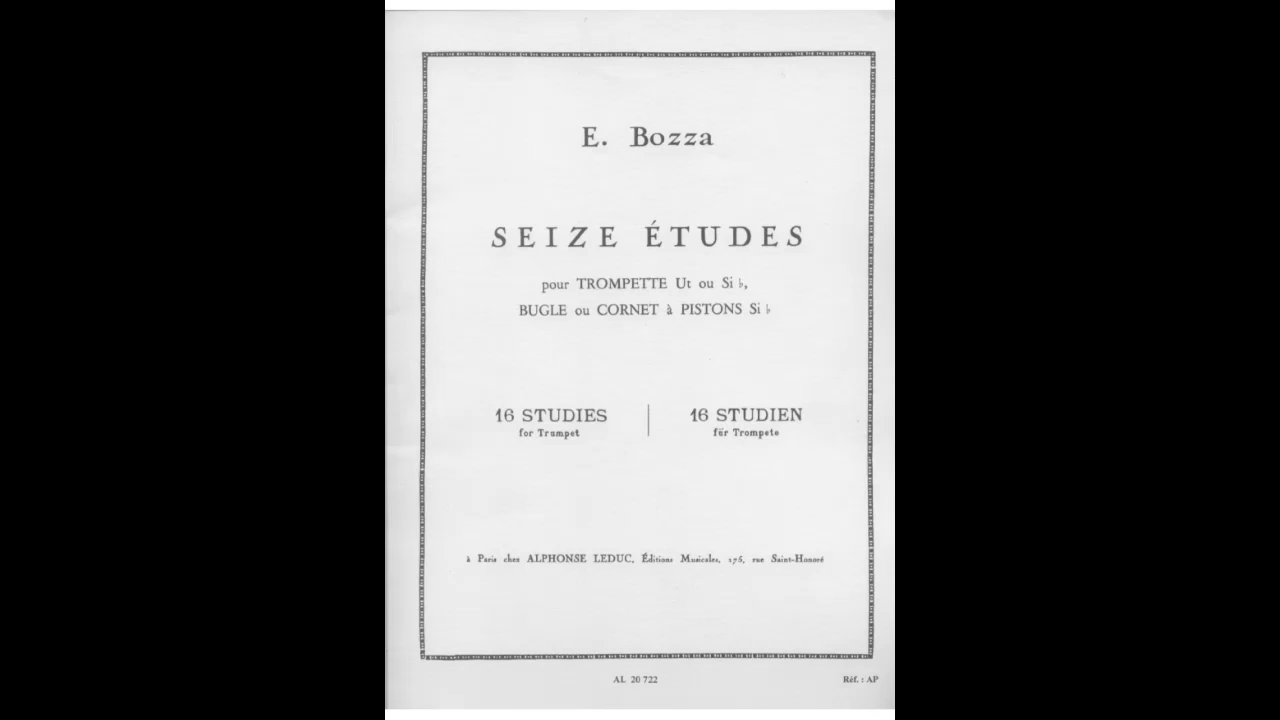 E. Bozza
SEIZE ÉTUDES
pour TROMPETTE Ut ou Si ♭,
BUGLE ou CORNET à PISTONS Si ♭
16 STUDIES
for Trumpet
16 STUDIEN
für Trompete
à Paris chez ALPHONSE LEDUC, Éditions Musicales, 175, rue Saint-Honoré
AL 20 722
Réf. : AP